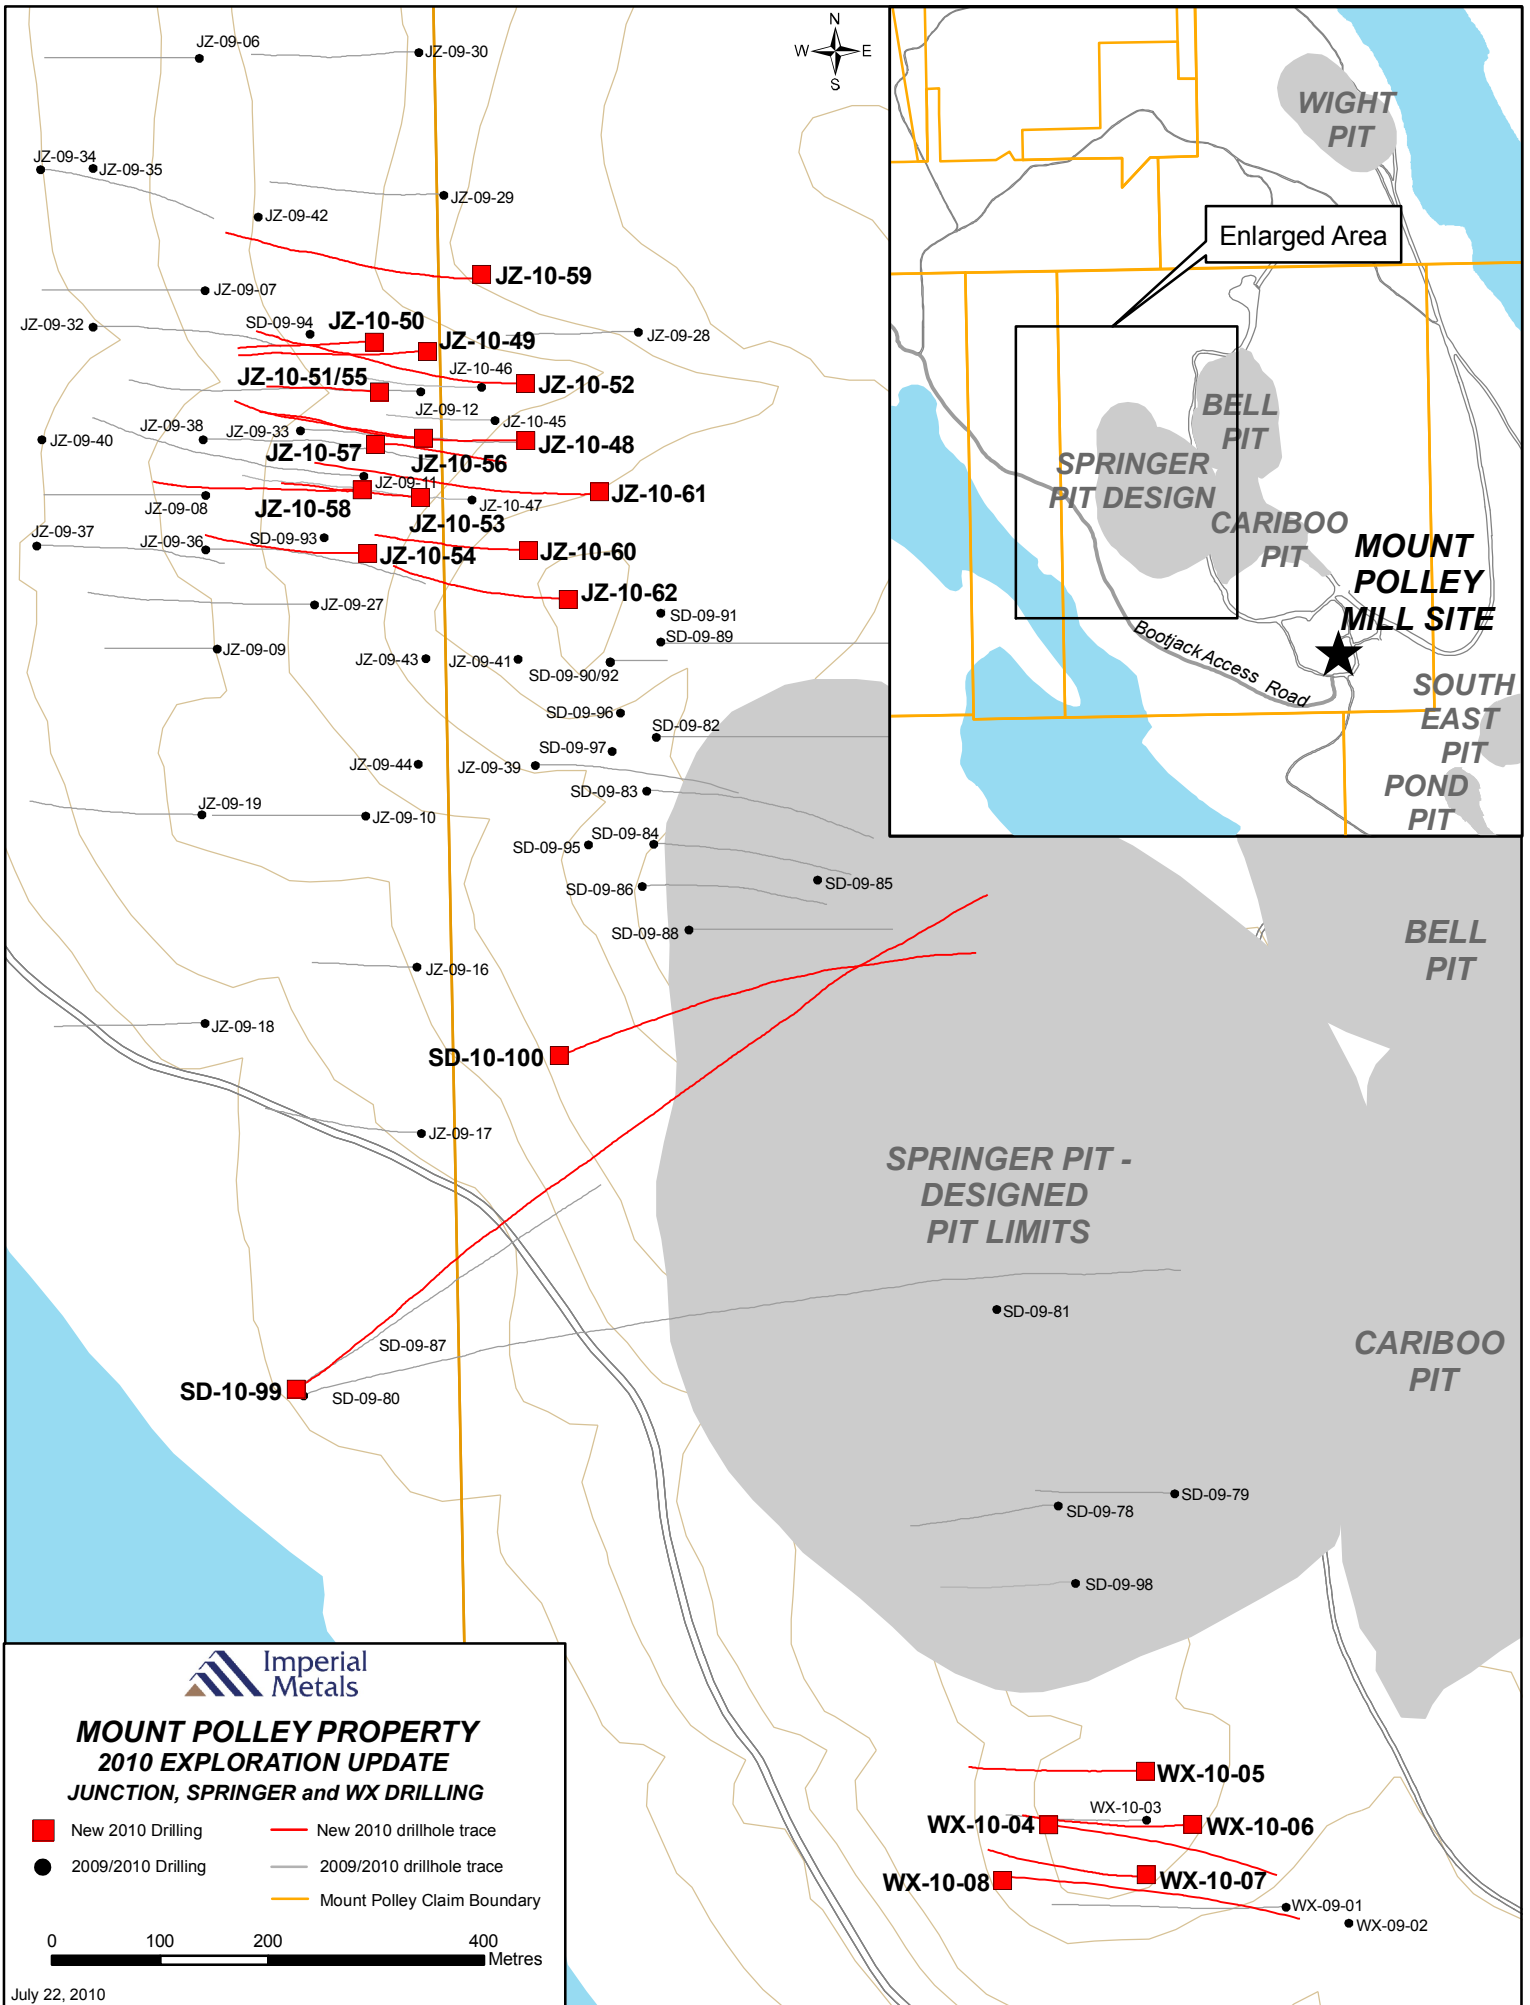 JZ-09-06
JZ-09-30
N
W
E
S
JZ-09-34
JZ-09-35
JZ-09-29
JZ-09-42
JZ-10-59
JZ-09-07
JZ-09-32
SD-09-94
JZ-10-50
JZ-10-49
JZ-09-28
JZ-10-51/55
JZ-10-46
JZ-10-52
JZ-09-12
JZ-10-45
JZ-09-40
JZ-09-38
JZ-09-33
JZ-10-57
JZ-10-56
JZ-10-48
JZ-09-11
JZ-10-61
JZ-09-08
JZ-10-58
JZ-10-47
JZ-10-53
JZ-09-37
JZ-09-36
SD-09-93
JZ-10-54
JZ-10-60
JZ-10-62
JZ-09-27
SD-09-91
SD-09-89
JZ-09-09
JZ-09-43
JZ-09-41
SD-09-90/92
SD-09-96
SD-09-82
SD-09-97
JZ-09-44
JZ-09-39
SD-09-83
JZ-09-19
JZ-09-10
SD-09-84
SD-09-95
SD-09-86
SD-09-85
SD-09-88
JZ-09-16
JZ-09-18
SD-10-100
JZ-09-17
SD-09-87
SD-10-99
SD-09-80
SPRINGER PIT -
DESIGNED
PIT LIMITS
SD-09-81
BELL
PIT
CARIBOO
PIT
SD-09-79
SD-09-78
SD-09-98
WX-10-05
WX-10-03
WX-10-04
WX-10-06
WX-10-08
WX-10-07
WX-09-01
WX-09-02
WIGHT
PIT
Enlarged Area
BELL
PIT
SPRINGER
PIT DESIGN
CARIBOO
PIT
MOUNT
POLLEY
MILL SITE
Bootjack Access Road
SOUTH
EAST
PIT
POND
PIT
Imperial
Metals
MOUNT POLLEY PROPERTY
2010 EXPLORATION UPDATE
JUNCTION, SPRINGER and WX DRILLING
New 2010 Drilling
New 2010 drillhole trace
2009/2010 Drilling
2009/2010 drillhole trace
Mount Polley Claim Boundary
0 100 200 400
Metres
July 22, 2010